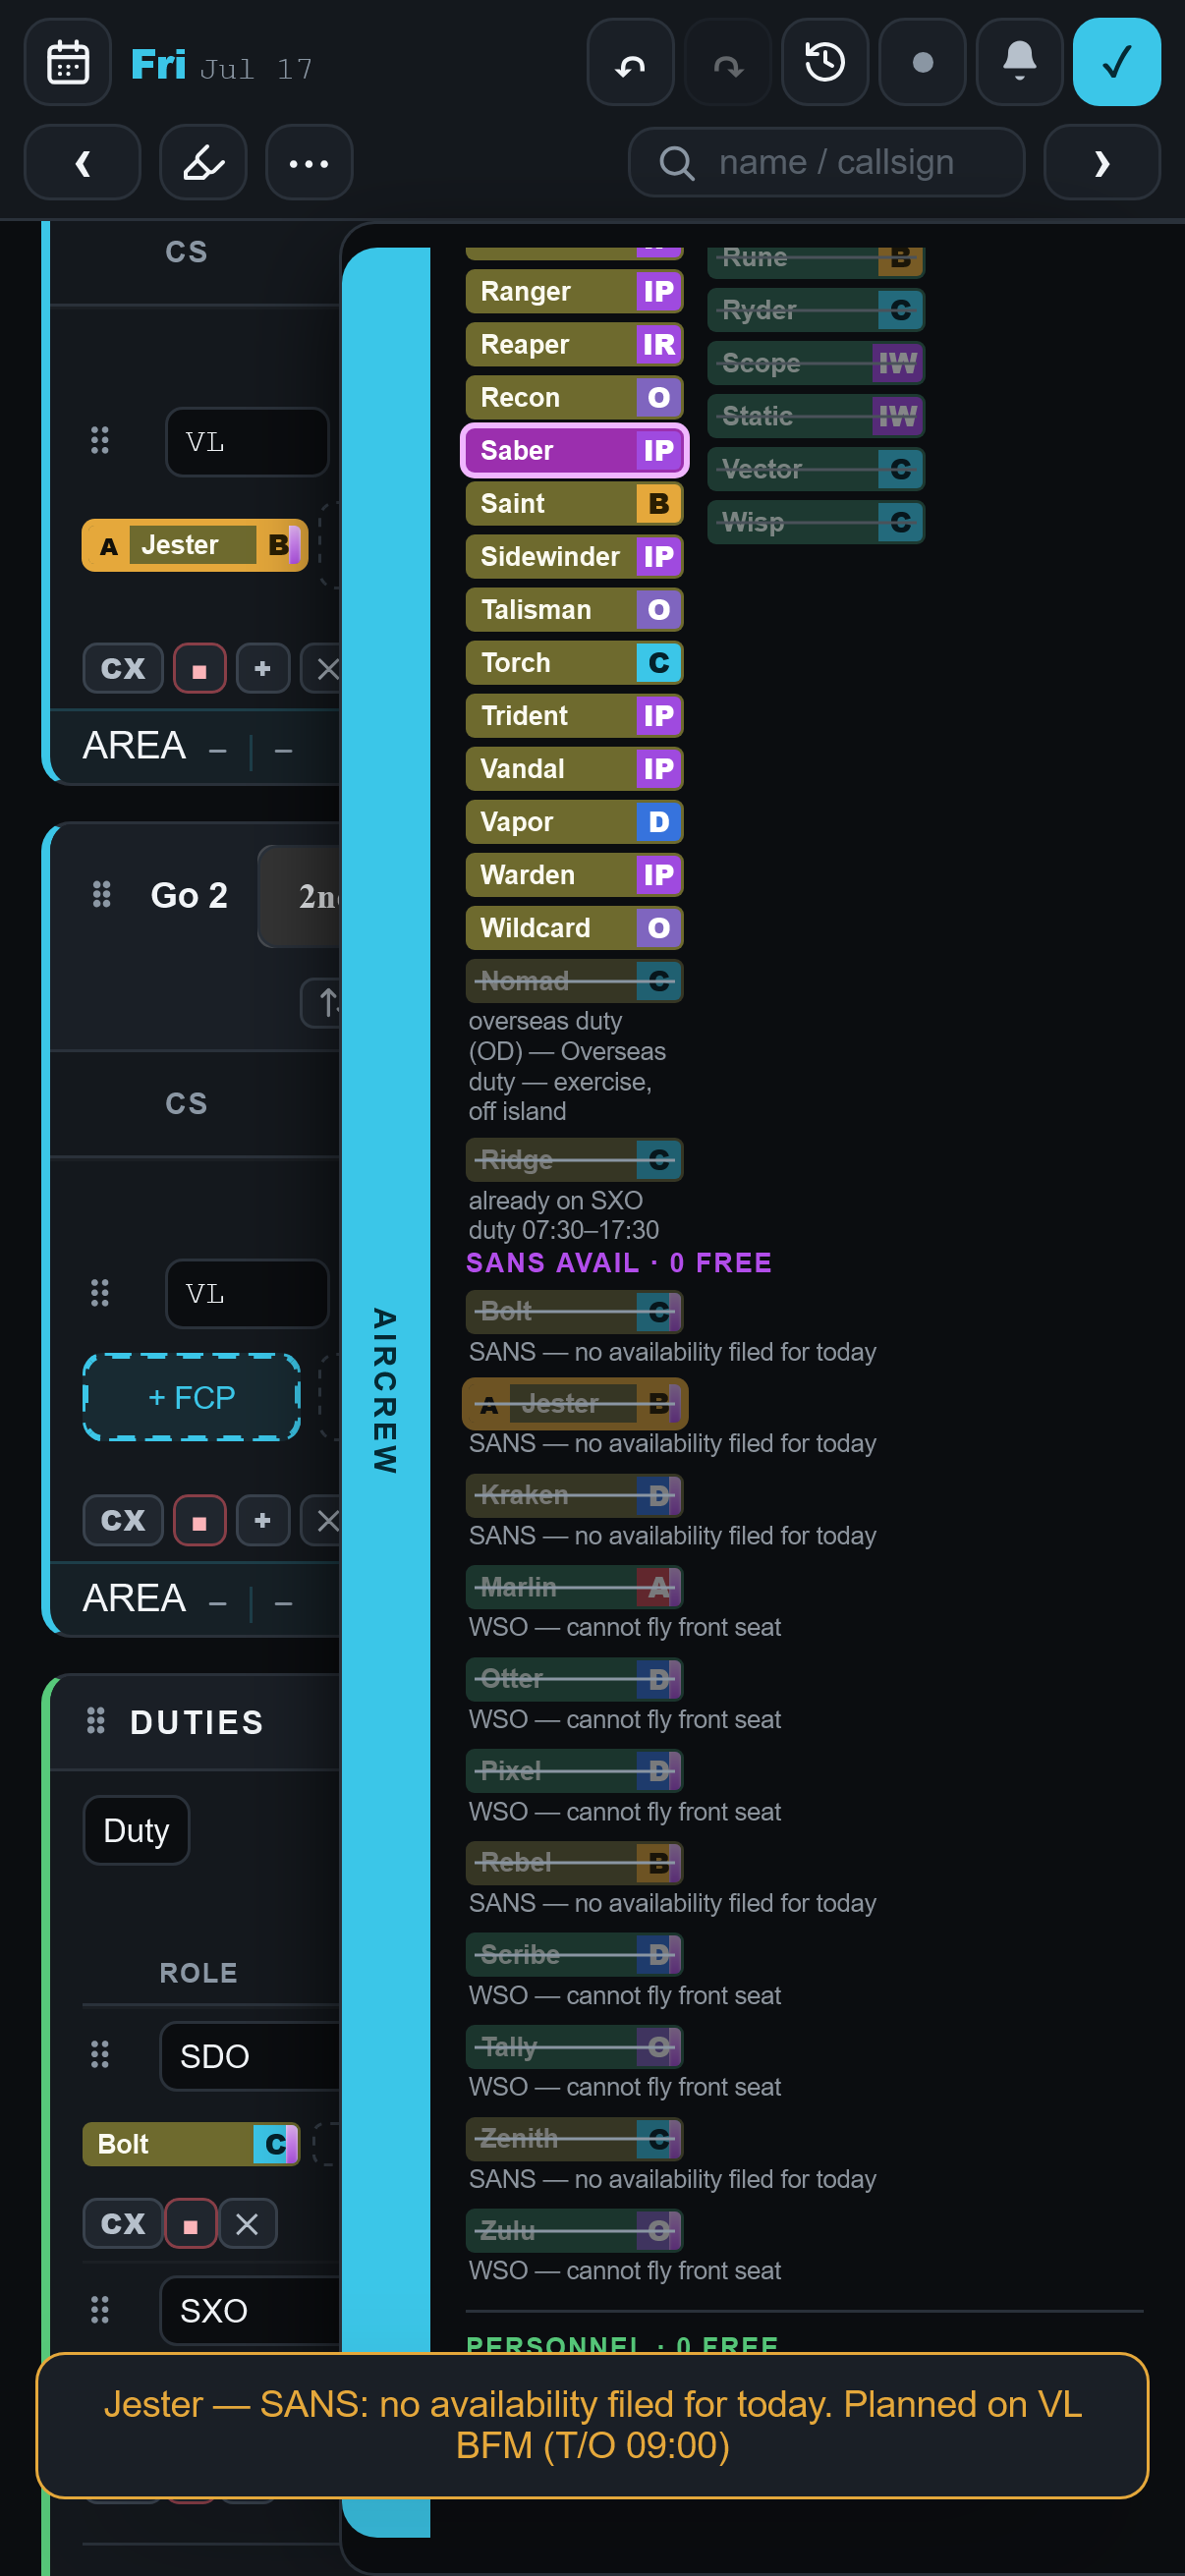 Fri Jul 17
name / callsign
CS
VL
A Jester B
CX + 
AREA – | –
Go 2
CS
VL
+ FCP
CX +
AREA – | –
DUTIES
Duty
ROLE
SDO
Bolt C
CX
SXO
AIRCREW
Ranger IP
Reaper IR
Recon O
Saber IP
Saint B
Sidewinder IP
Talisman O
Torch C
Trident IP
Vandal IP
Vapor D
Warden IP
Wildcard O
Nomad C
overseas duty
(OD) — Overseas
duty — exercise,
off island
Ridge C
already on SXO
duty 07:30–17:30
Rune B
Ryder C
Scope IW
Static IW
Vector C
Wisp C
SANS AVAIL · 0 FREE
Bolt C
SANS — no availability filed for today
A Jester B
SANS — no availability filed for today
Kraken D
SANS — no availability filed for today
Marlin A
WSO — cannot fly front seat
Otter D
WSO — cannot fly front seat
Pixel D
WSO — cannot fly front seat
Rebel B
SANS — no availability filed for today
Scribe D
WSO — cannot fly front seat
Tally O
WSO — cannot fly front seat
Zenith C
SANS — no availability filed for today
Zulu O
WSO — cannot fly front seat
PERSONNEL · 0 FREE
Jester — SANS: no availability filed for today. Planned on VL
BFM (T/O 09:00)